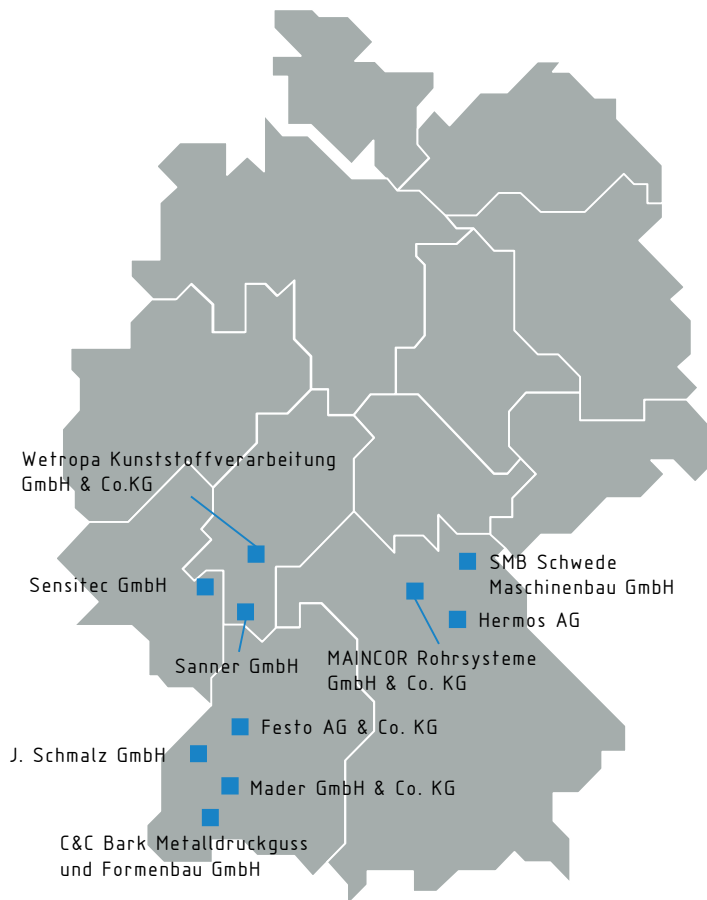 Wetropa Kunststoffverarbeitung
GmbH & Co.KG
SMB Schwede
Maschinenbau GmbH
Sensitec GmbH
Hermos AG
Sanner GmbH
MAINCOR Rohrsysteme
GmbH & Co. KG
Festo AG & Co. KG
J. Schmalz GmbH
Mader GmbH & Co. KG
C&C Bark Metalldruckguss
und Formenbau GmbH